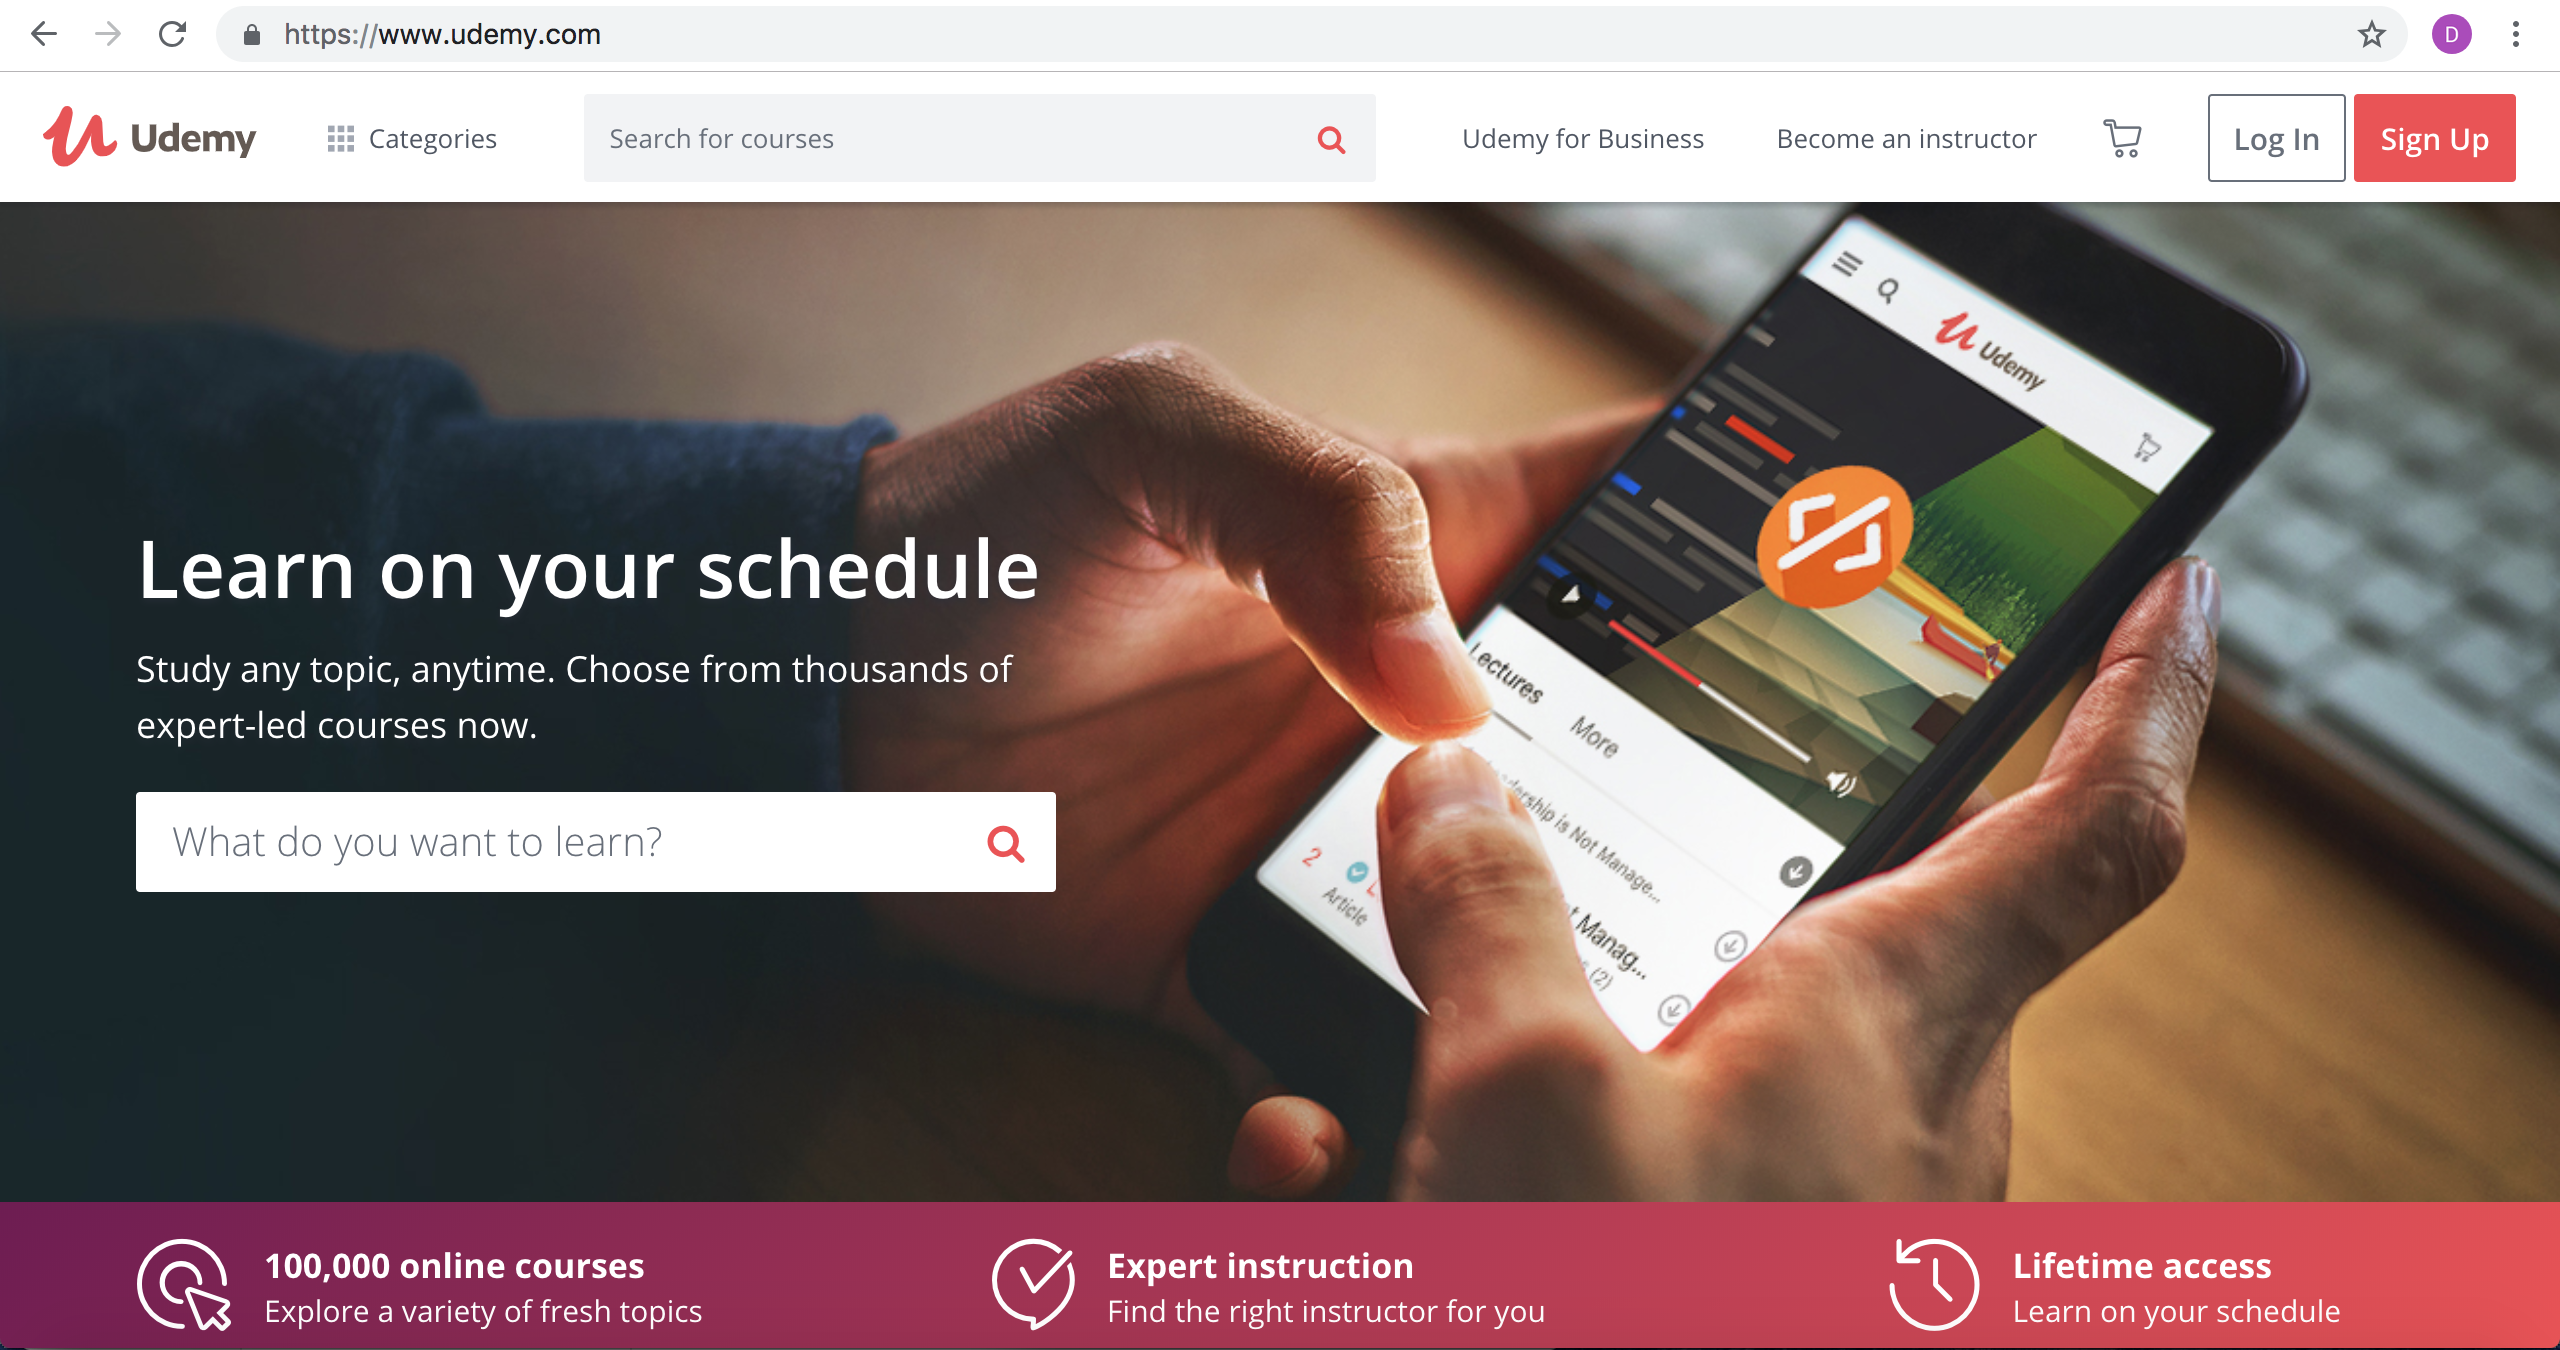 https://www.udemy.com
D
Udemy
Categories
Search for courses
Udemy for Business
Become an instructor
Log In
Sign Up
Udemy
Learn on your schedule
Study any topic, anytime. Choose from thousands of
expert-led courses now.
What do you want to learn?
Lectures
More
is Not Manage...
2
Article
Manag...
(2)
100,000 online courses
Explore a variety of fresh topics
Expert instruction
Find the right instructor for you
Lifetime access
Learn on your schedule